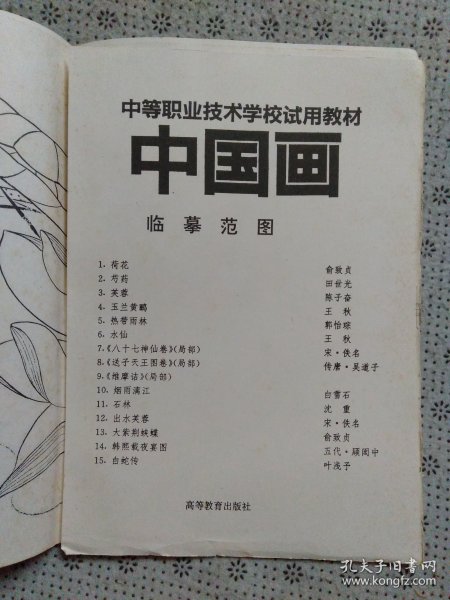 中等职业技术学校试用教材
中国画
临摹范图
1. 荷花 俞致贞
2. 芍药 田世光
3. 芙蓉 陈子奋
4. 玉兰黄鹂 王秋
5. 热带雨林 郭怡琮
6. 水仙 王秋
7.《八十七神仙卷》(局部) 宋·佚名
8.《送子天王图卷》(局部) 传唐·吴道子
9.《维摩诘》(局部)
10. 烟雨漓江 白雪石
11. 石林 沈重
12. 出水芙蓉 宋·佚名
13. 大紫荆蛱蝶 俞致贞
14. 韩熙载夜宴图 五代·顾闳中
15. 白蛇传 叶浅予
高等教育出版社
孔夫子旧书网
www.kongfz.com